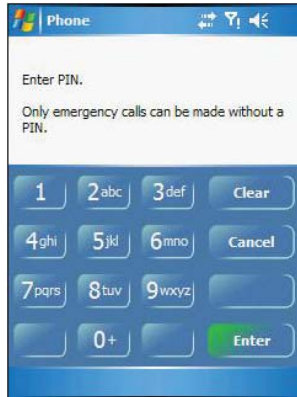 Phone
Enter PIN.
Only emergency calls can be made without a
PIN.
1 2abc 3def Clear
4ghi 5jkl 6mno Cancel
7pqrs 8tuv 9wxyz
0+ Enter